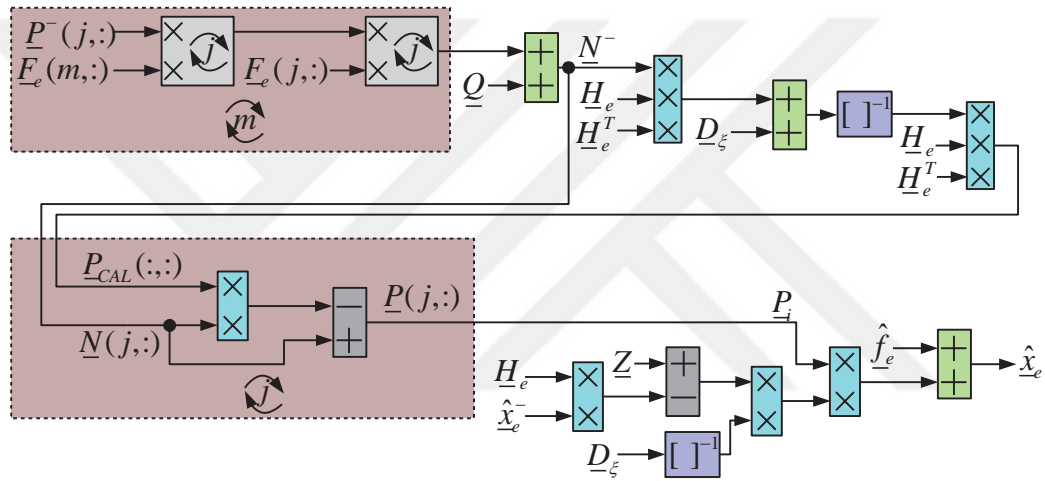 P⁻(j,:)
× j
× j
F_e(m,:)
×
F_e(j,:)
×
m
+
Q +
N⁻
×
H_e ×
H_e^T ×
+
D_ξ +
[ ]⁻¹
×
H_e ×
H_e^T ×
P_CAL(:,:)
×
N(j,:) ×
−
+
P(j,:)
j
P_i
H_e ×
x̂_e⁻ ×
Z +
−
D_ξ [ ]⁻¹
×
×
×
×
f̂_e +
+
x̂_e